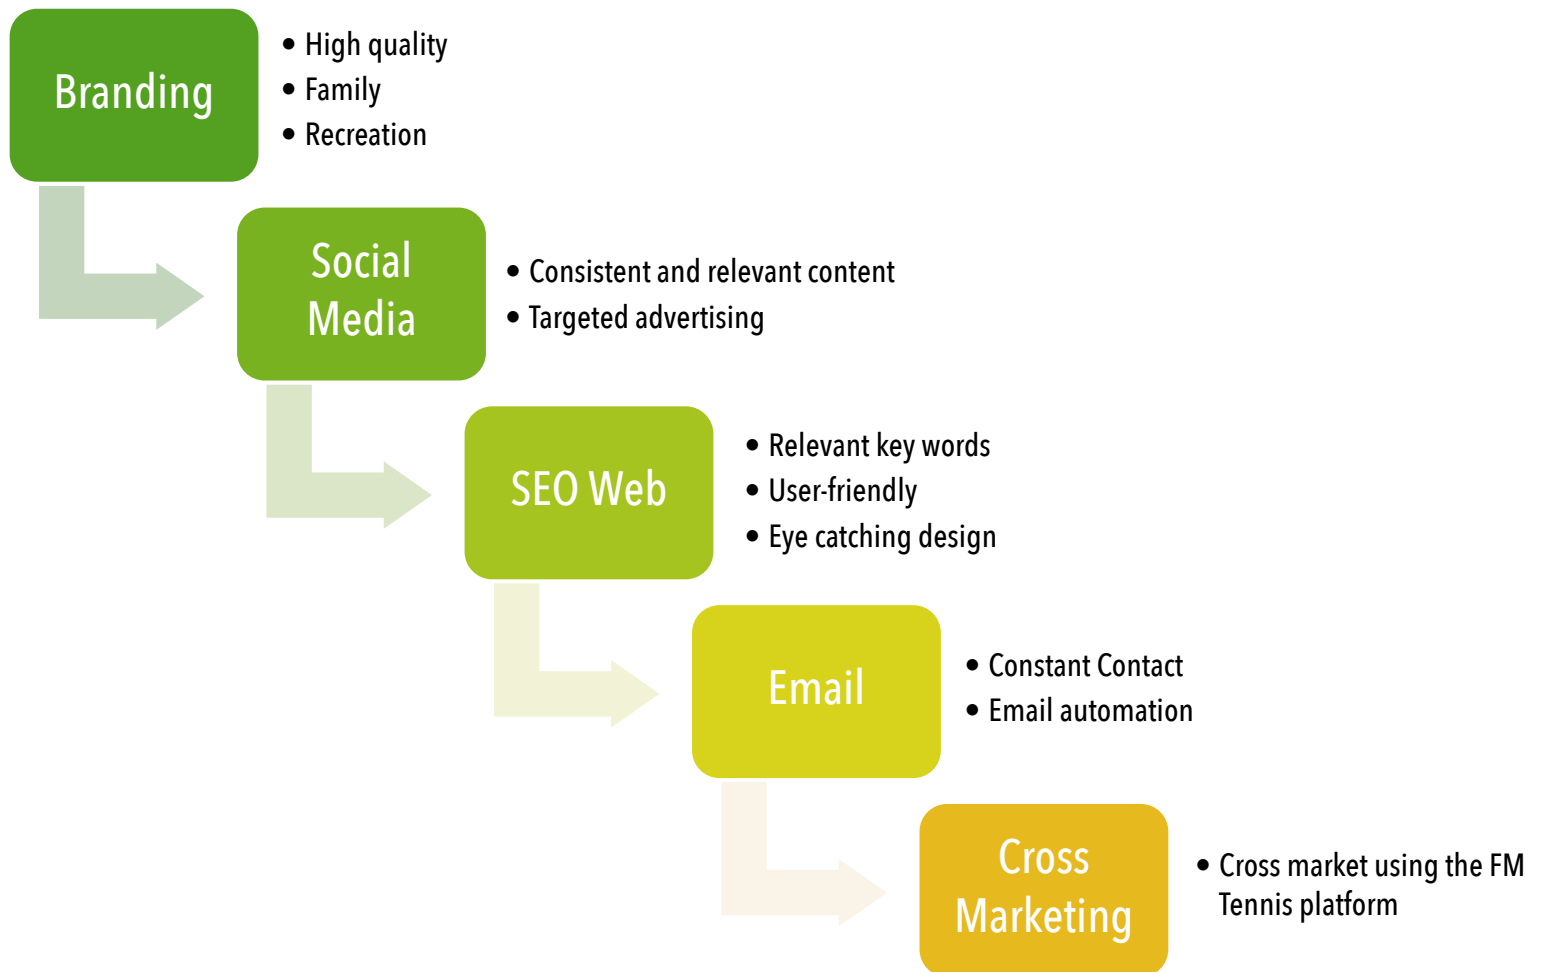 Branding
• High quality
• Family
• Recreation
Social
Media
• Consistent and relevant content
• Targeted advertising
SEO Web
• Relevant key words
• User-friendly
• Eye catching design
Email
• Constant Contact
• Email automation
Cross
Marketing
• Cross market using the FM
Tennis platform